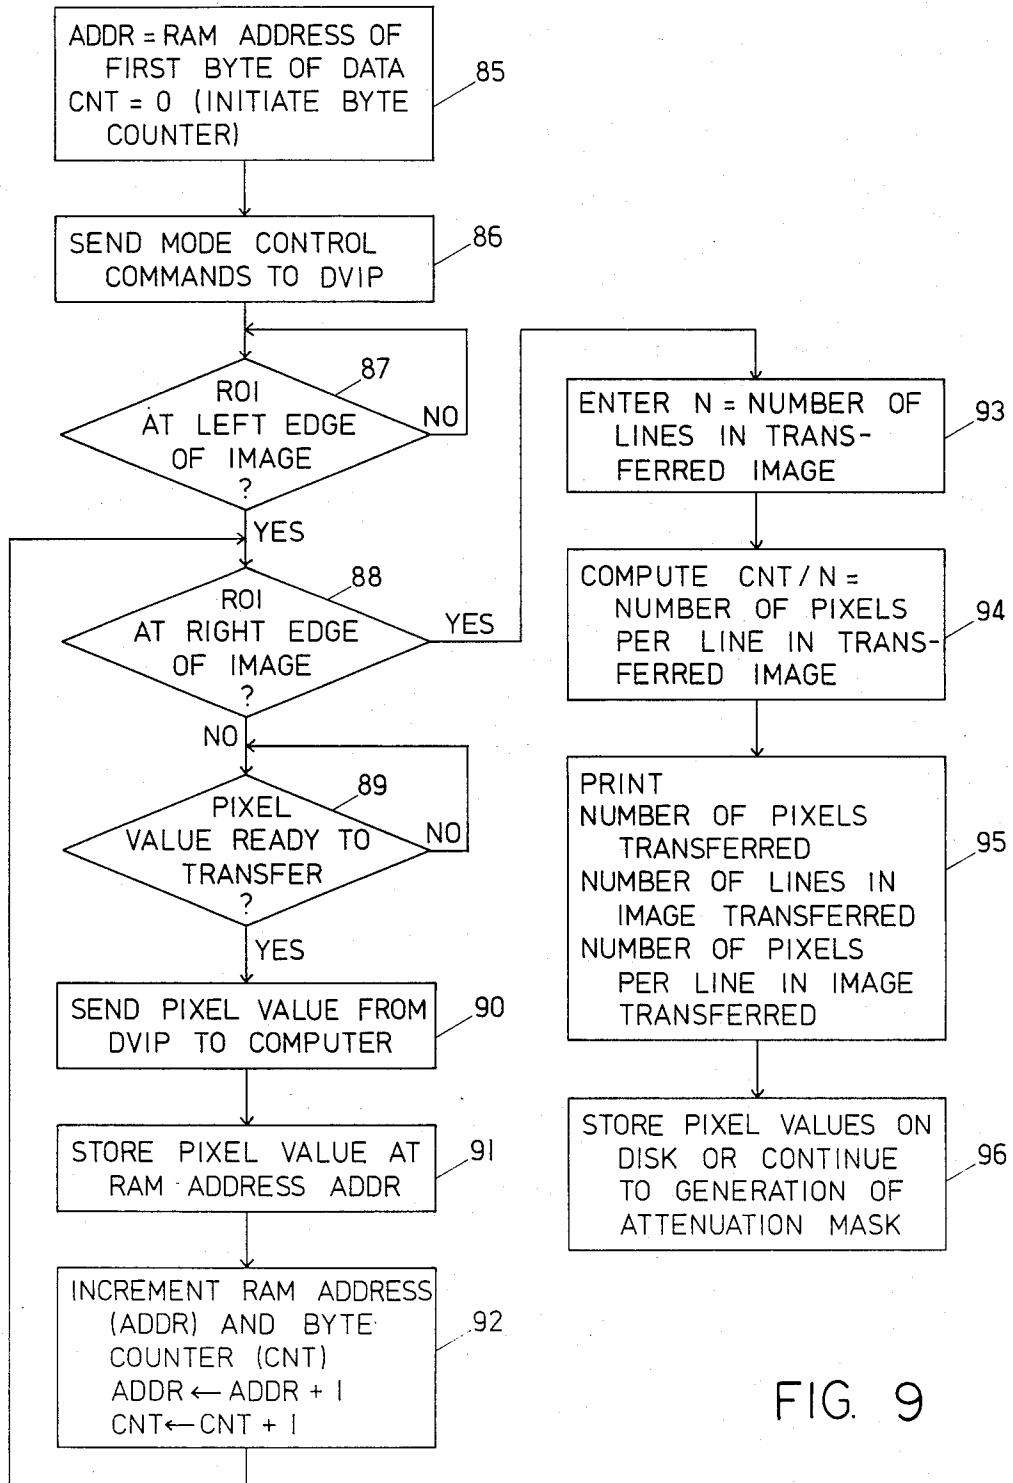 ADDR = RAM ADDRESS OF
FIRST BYTE OF DATA
CNT = 0 (INITIATE BYTE
COUNTER)
85
SEND MODE CONTROL
COMMANDS TO DVIP
86
ROI
AT LEFT EDGE
OF IMAGE
?
87
NO
YES
ROI
AT RIGHT EDGE
OF IMAGE
?
88
YES
NO
PIXEL
VALUE READY TO
TRANSFER
?
89
NO
YES
SEND PIXEL VALUE FROM
DVIP TO COMPUTER
90
STORE PIXEL VALUE AT
RAM ADDRESS ADDR
91
INCREMENT RAM ADDRESS
(ADDR) AND BYTE
COUNTER (CNT)
ADDR ← ADDR + 1
CNT ← CNT + 1
92
ENTER N = NUMBER OF
LINES IN TRANS-
FERRED IMAGE
93
COMPUTE CNT / N =
NUMBER OF PIXELS
PER LINE IN TRANS-
FERRED IMAGE
94
PRINT
NUMBER OF PIXELS
TRANSFERRED
NUMBER OF LINES IN
IMAGE TRANSFERRED
NUMBER OF PIXELS
PER LINE IN IMAGE
TRANSFERRED
95
STORE PIXEL VALUES ON
DISK OR CONTINUE
TO GENERATION OF
ATTENUATION MASK
96
FIG. 9